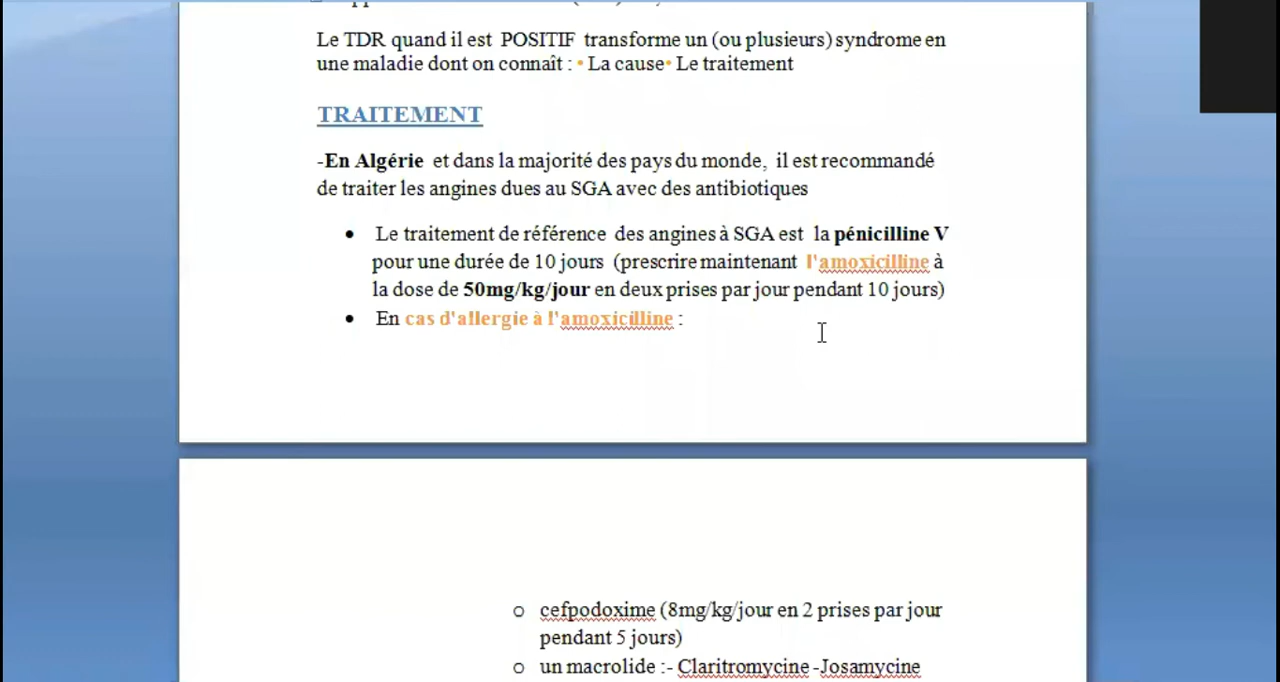 Le TDR quand il est POSITIF transforme un (ou plusieurs) syndrome en
une maladie dont on connaît : • La cause• Le traitement
TRAITEMENT
-En Algérie et dans la majorité des pays du monde, il est recommandé
de traiter les angines dues au SGA avec des antibiotiques
• Le traitement de référence des angines à SGA est la pénicilline V
pour une durée de 10 jours (prescrire maintenant l'amoxicilline à
la dose de 50mg/kg/jour en deux prises par jour pendant 10 jours)
• En cas d'allergie à l'amoxicilline :
o cefpodoxime (8mg/kg/jour en 2 prises par jour
pendant 5 jours)
o un macrolide :- Claritromycine -Josamycine